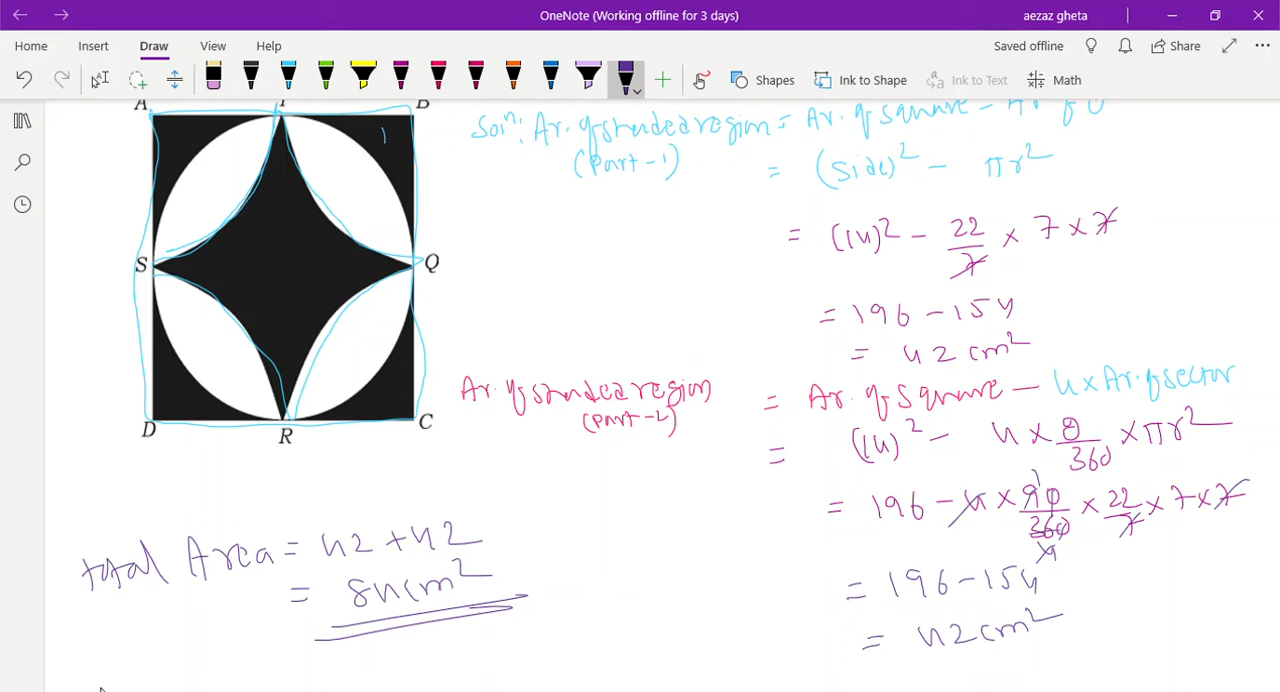 OneNote (Working offline for 3 days)
aezaz gheta
Home Insert Draw View Help
Saved offline
Share
Shapes
Ink to Shape
Ink to Text
Math
A B
S Q
D R C
Soln: Ar. of shaded region = Ar. of square -
(Part-1)
= (side)² - πr²
= (14)² - 22/7 × 7 × 7
= 196 - 154
= 42 cm²
Ar. of shaded region = Ar. of Square - 4 × Ar. of sector
(Part-2)
= (14)² - 4 × θ/360 × πr²
= 196 - 4 × 90/360 × 22/7 × 7 × 7
= 196 - 154
= 42 cm²
total Area = 42 + 42
= 84 cm²